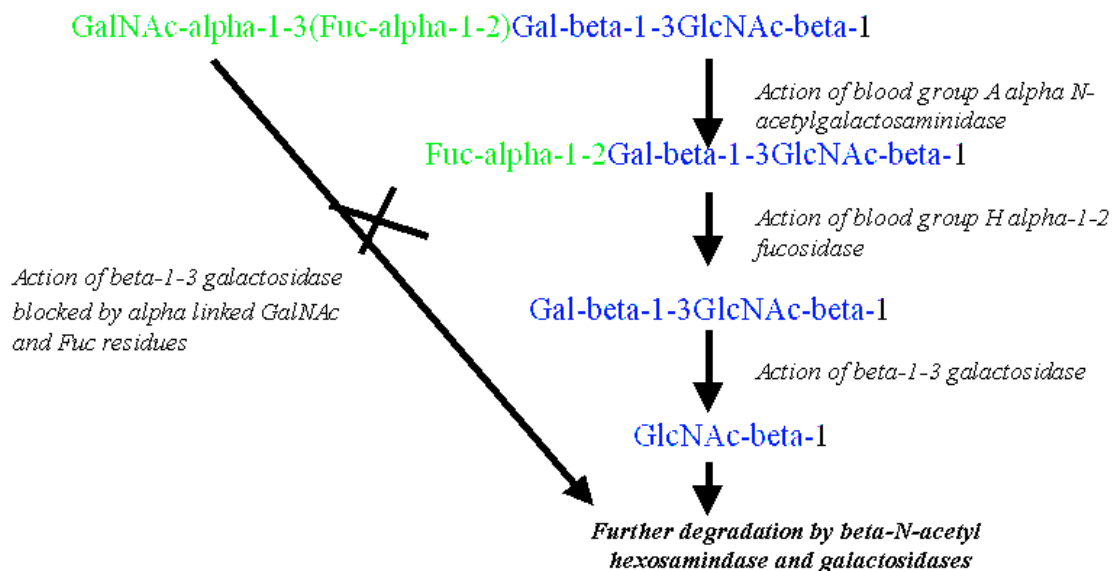 GalNAc-alpha-1-3(Fuc-alpha-1-2)Gal-beta-1-3GlcNAc-beta-1
Action of blood group A alpha N-
acetylgalactosaminidase
Fuc-alpha-1-2Gal-beta-1-3GlcNAc-beta-1
Action of blood group H alpha-1-2
fucosidase
Action of beta-1-3 galactosidase
blocked by alpha linked GalNAc
and Fuc residues
Gal-beta-1-3GlcNAc-beta-1
Action of beta-1-3 galactosidase
GlcNAc-beta-1
Further degradation by beta-N-acetyl
hexosamindase and galactosidases